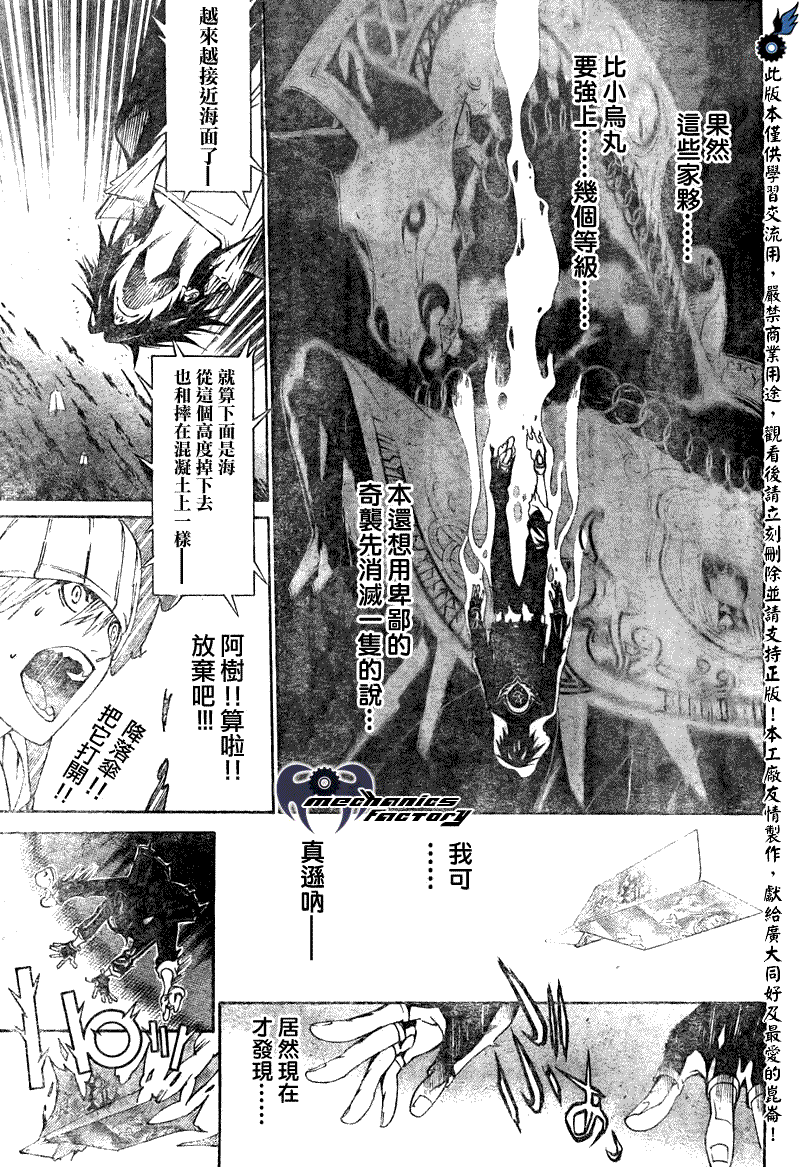 果然
這些家夥……
比小烏丸
要強上……幾個等級……
本還想用卑鄙的
奇襲先消滅一隻的說…
越來越接近海面了—
就算下面是海
從這個高度掉下去
也和摔在混凝土上一樣——
阿樹!!算啦!!
放棄吧!!!
降落傘!!
把它打開!!
mechanics
factory
我可
……
真遜吶——
居然現在
才發現……
此版本僅供學習交流用，嚴禁商業用途，觀看後請立刻刪除並請支持正版！本工廠友情製作，獻給廣大同好及最愛的崑崙！